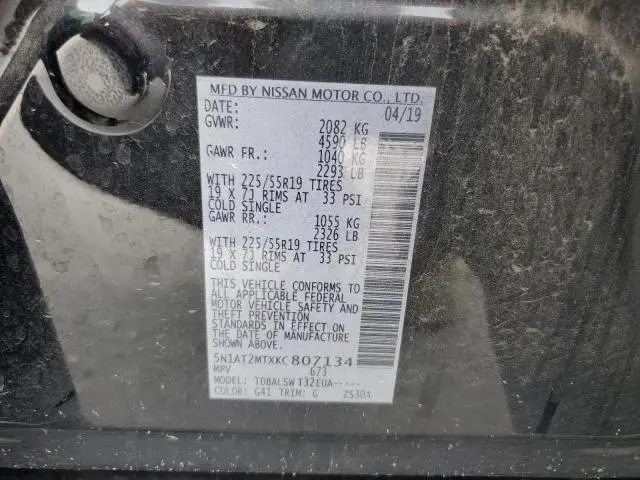 MFD BY NISSAN MOTOR CO., LTD.
DATE: 04/19
GVWR: 2082 KG
4590 LB
GAWR FR.: 1040 KG
2293 LB
WITH 225/55R19 TIRES
19 X 7J RIMS AT 33 PSI
COLD SINGLE
GAWR RR.: 1055 KG
2326 LB
WITH 225/55R19 TIRES
19 X 7J RIMS AT 33 PSI
COLD SINGLE
THIS VEHICLE CONFORMS TO
ALL APPLICABLE FEDERAL
MOTOR VEHICLE SAFETY AND
THEFT PREVENTION
STANDARDS IN EFFECT ON
THE DATE OF MANUFACTURE
SHOWN ABOVE.
5N1AT2MTXKC807134
MPV 673
MODEL: TDBALSWT32EUA-----
COLOR: G41 TRIM: G 2S30A